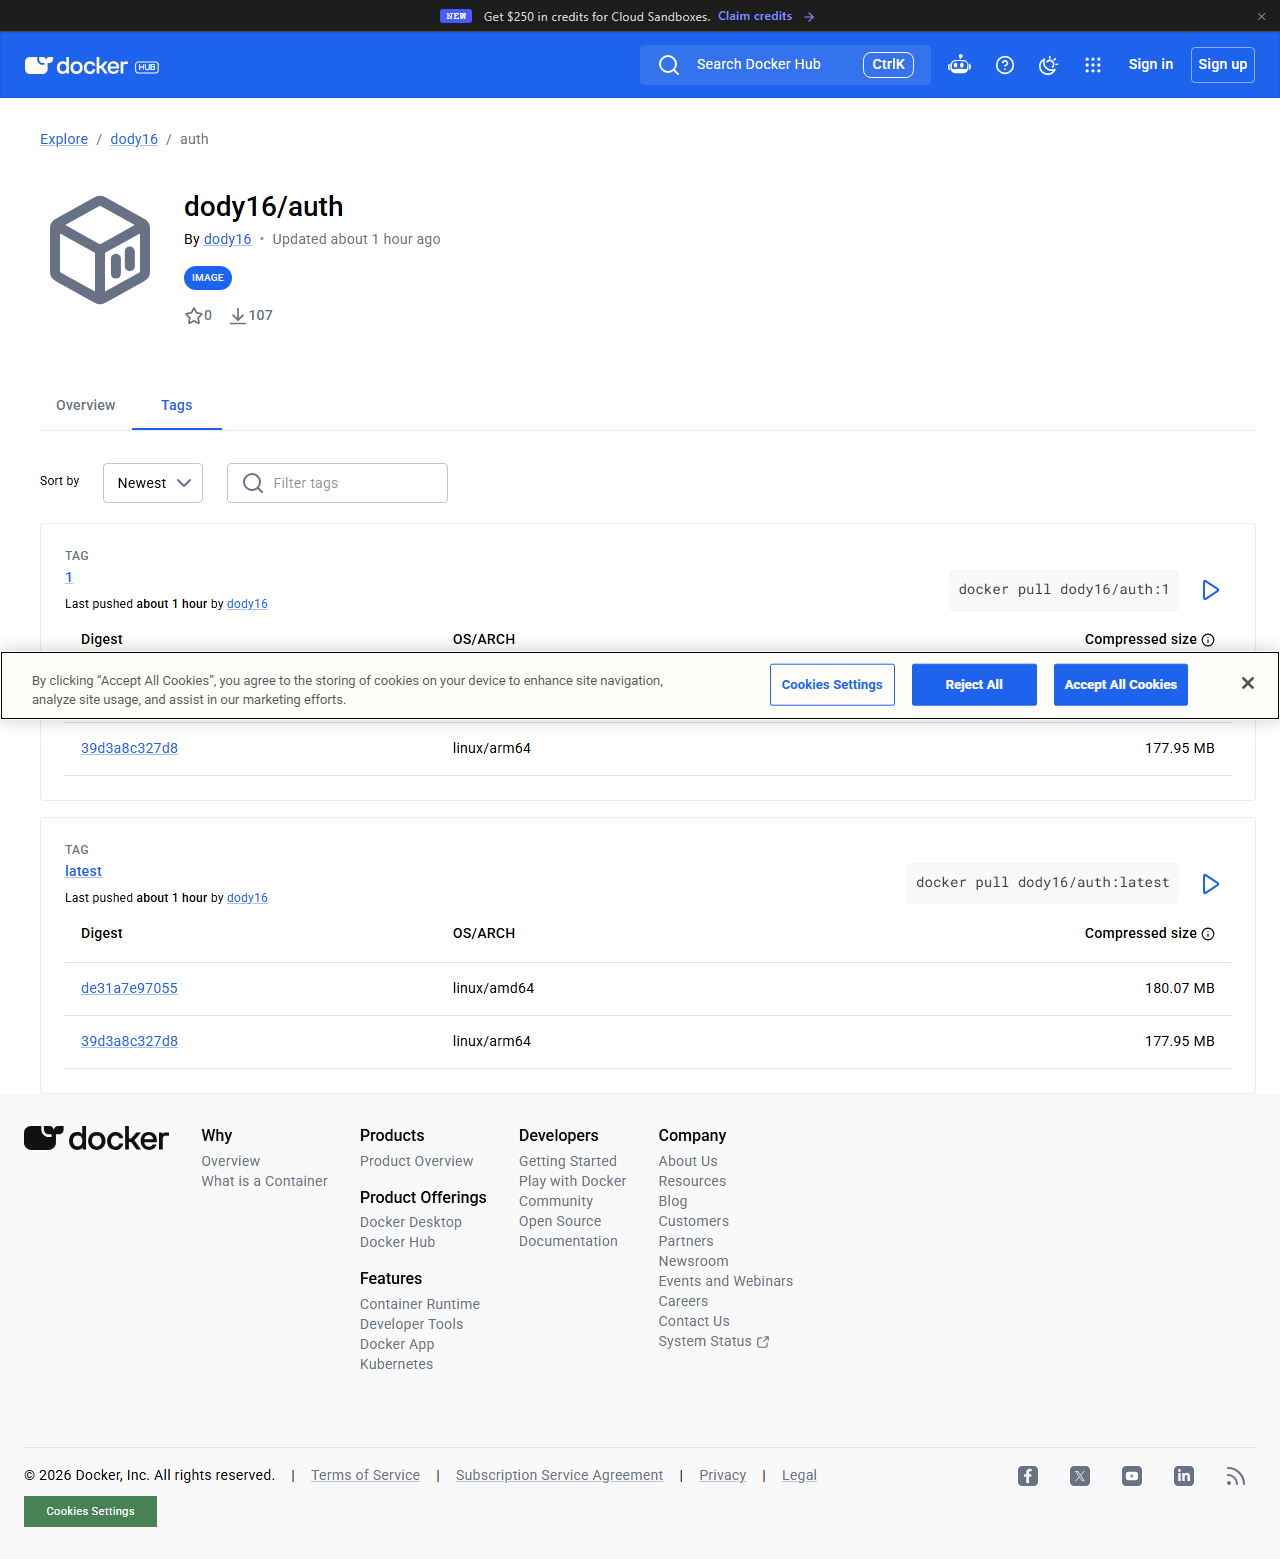 NEW Get $250 in credits for Cloud Sandboxes. Claim credits
docker HUB
Search Docker Hub
CtrlK
Sign in
Sign up
Explore / dody16 / auth
dody16/auth
By dody16 • Updated about 1 hour ago
IMAGE
0
107
Overview
Tags
Sort by
Newest
Filter tags
TAG
1
Last pushed about 1 hour by dody16
docker pull dody16/auth:1
Digest OS/ARCH Compressed size
By clicking “Accept All Cookies”, you agree to the storing of cookies on your device to enhance site navigation,
analyze site usage, and assist in our marketing efforts.
Cookies Settings
Reject All
Accept All Cookies
39d3a8c327d8 linux/arm64 177.95 MB
TAG
latest
Last pushed about 1 hour by dody16
docker pull dody16/auth:latest
Digest OS/ARCH Compressed size
de31a7e97055 linux/amd64 180.07 MB
39d3a8c327d8 linux/arm64 177.95 MB
docker
Why
Overview
What is a Container
Products
Product Overview
Product Offerings
Docker Desktop
Docker Hub
Features
Container Runtime
Developer Tools
Docker App
Kubernetes
Developers
Getting Started
Play with Docker
Community
Open Source
Documentation
Company
About Us
Resources
Blog
Customers
Partners
Newsroom
Events and Webinars
Careers
Contact Us
System Status
© 2026 Docker, Inc. All rights reserved. | Terms of Service | Subscription Service Agreement | Privacy | Legal
Cookies Settings